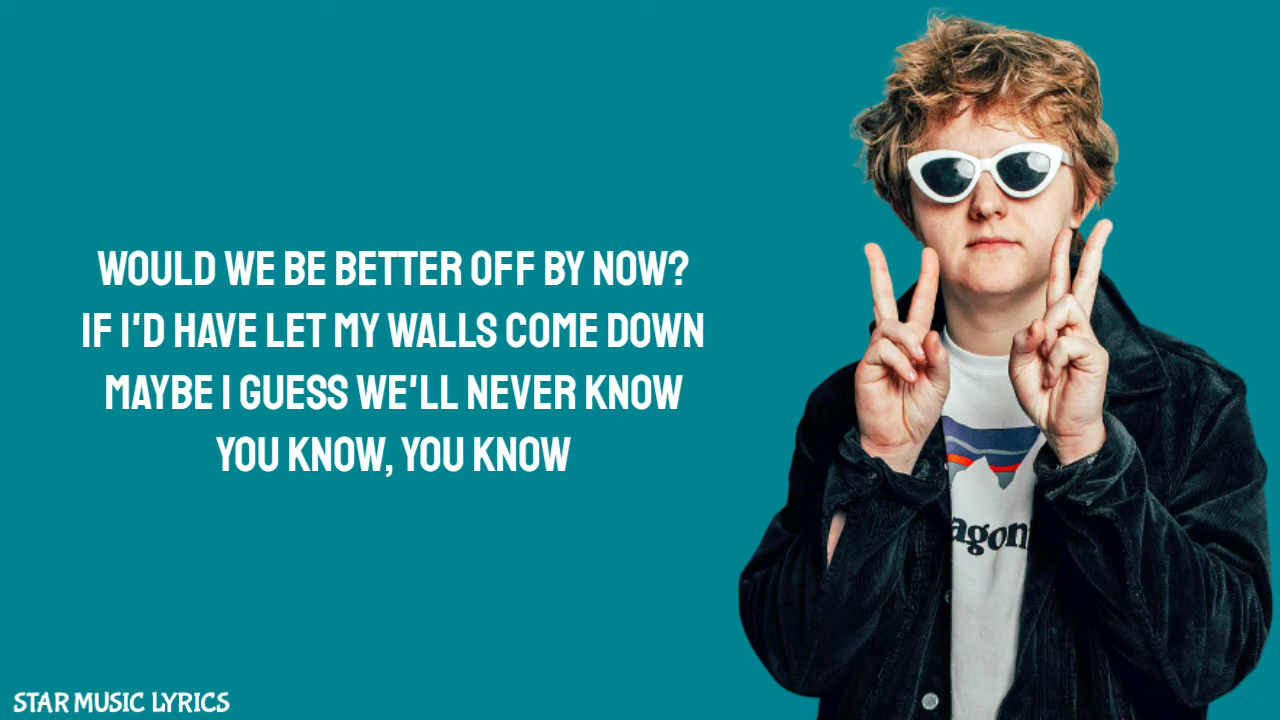 WOULD WE BE BETTER OFF BY NOW?
IF I'D HAVE LET MY WALLS COME DOWN
MAYBE I GUESS WE'LL NEVER KNOW
YOU KNOW, YOU KNOW
agon
STAR MUSIC LYRICS